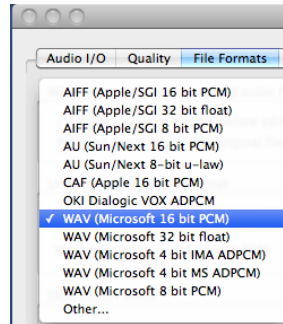 Audio I/O Quality File Formats
AIFF (Apple/SGI 16 bit PCM)
AIFF (Apple/SGI 32 bit float)
AIFF (Apple/SGI 8 bit PCM)
AU (Sun/Next 16 bit PCM)
AU (Sun/Next 8-bit u-law)
CAF (Apple 16 bit PCM)
OKI Dialogic VOX ADPCM
✓ WAV (Microsoft 16 bit PCM)
WAV (Microsoft 32 bit float)
WAV (Microsoft 4 bit IMA ADPCM)
WAV (Microsoft 4 bit MS ADPCM)
WAV (Microsoft 8 bit PCM)
Other...